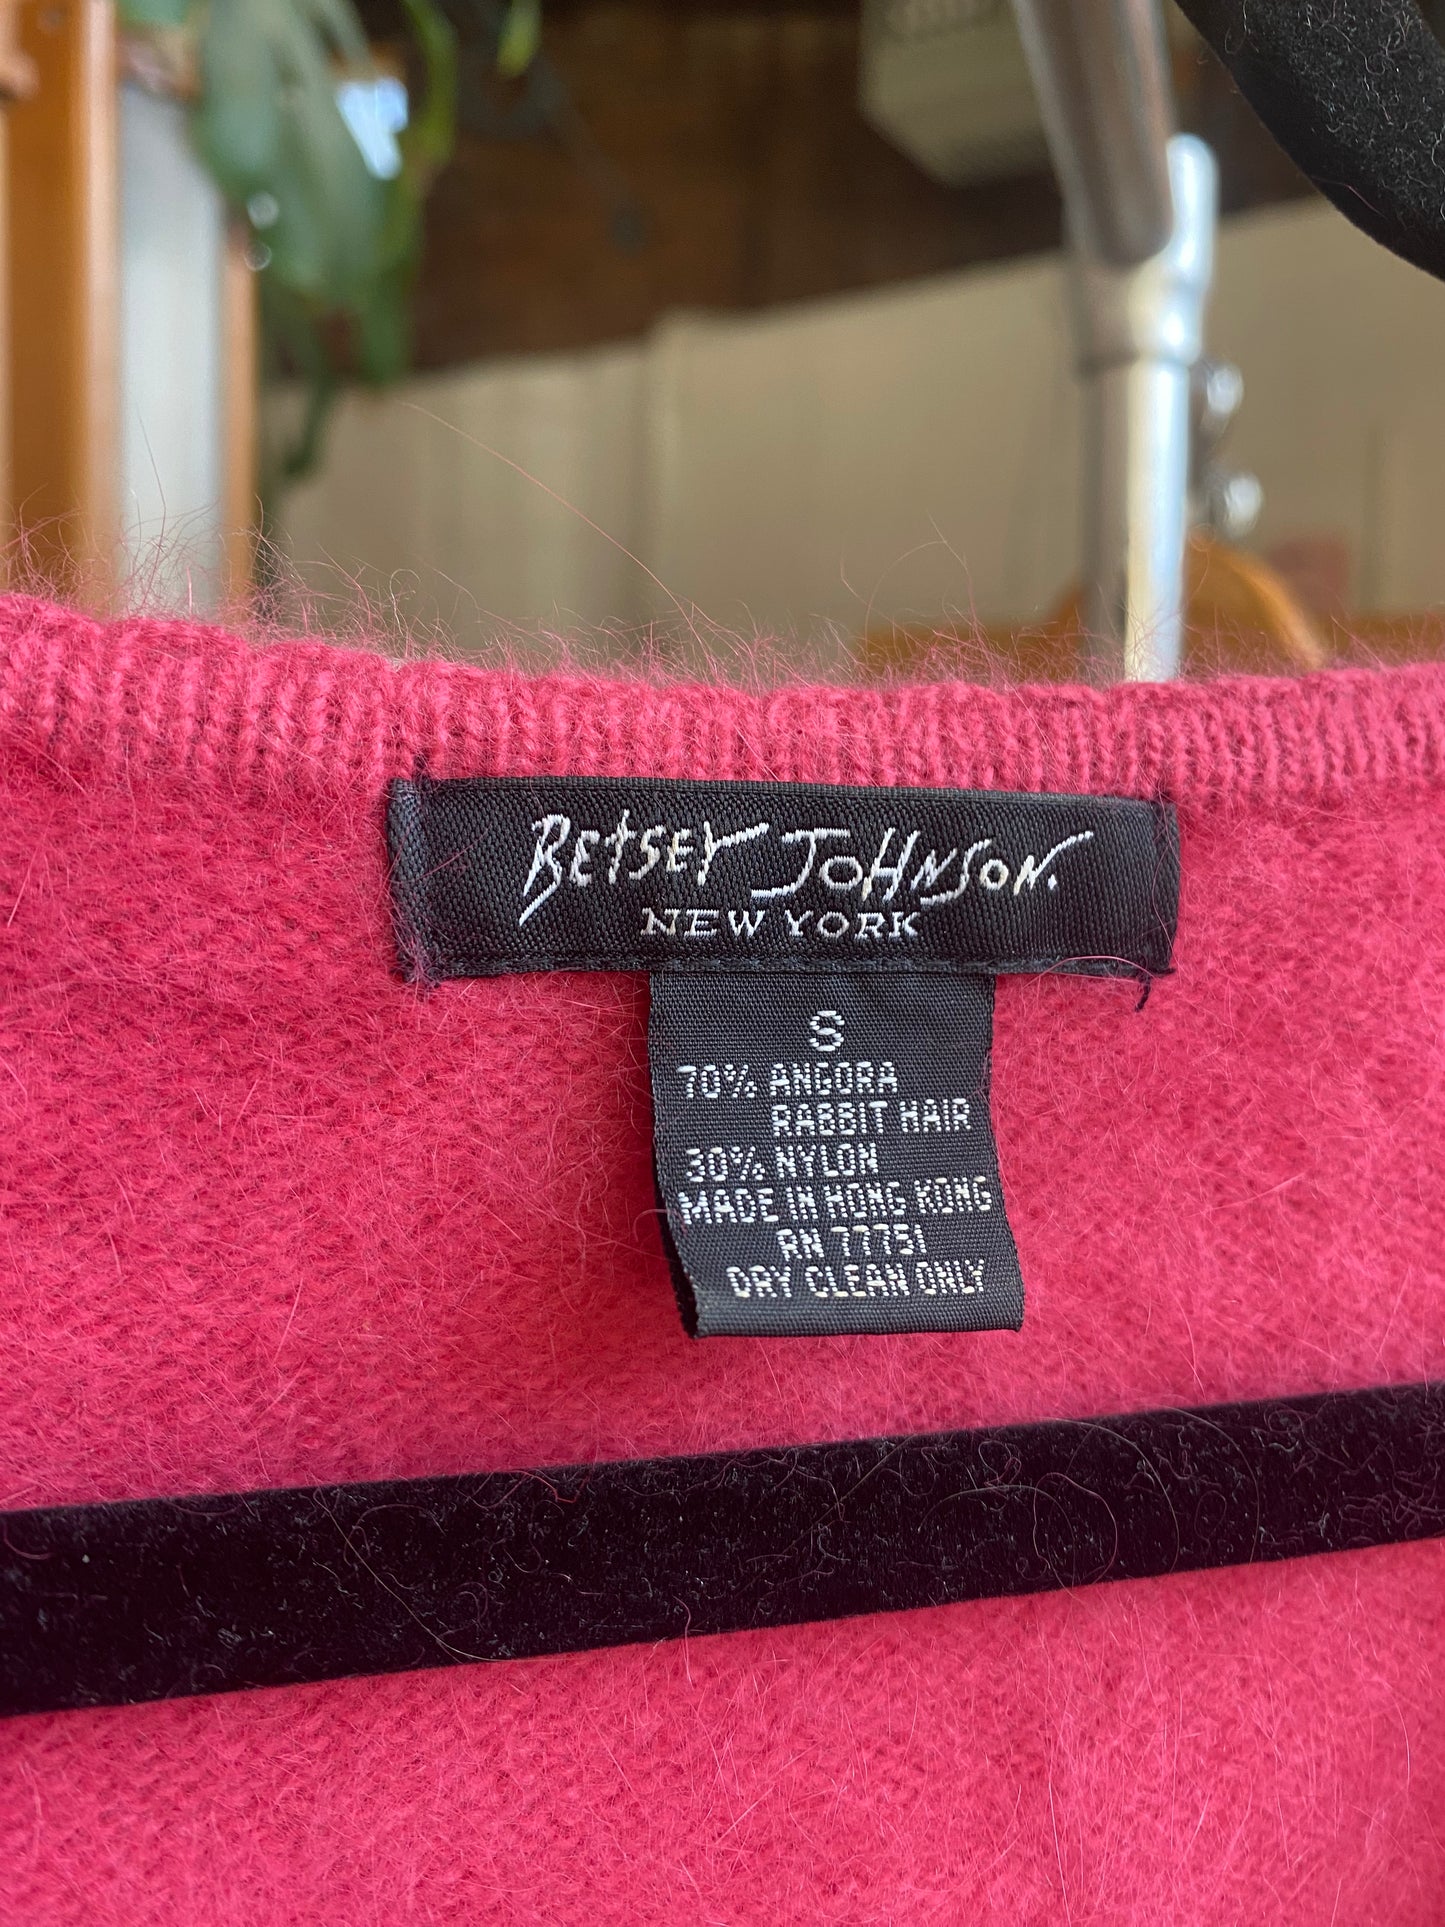 BETSEY JOHNSON.
NEW YORK
S
70% ANGORA
RABBIT HAIR
30% NYLON
MADE IN HONG KONG
RN 77751
DRY CLEAN ONLY